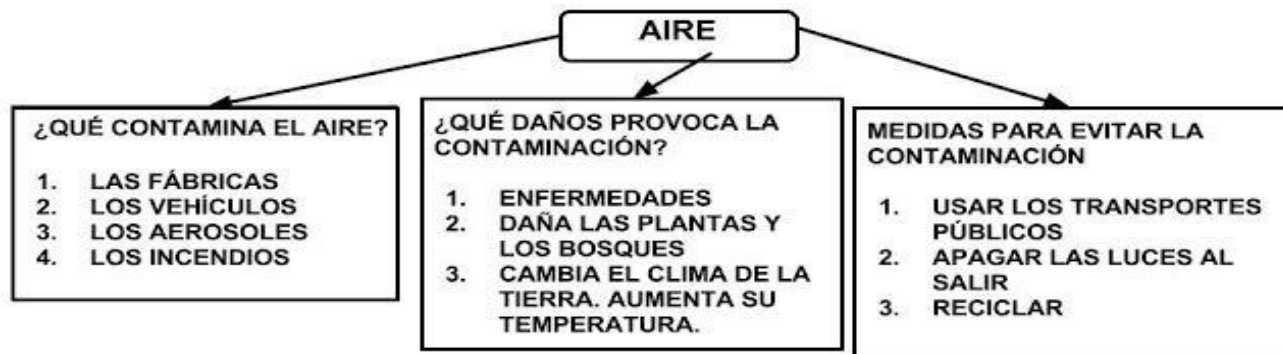 AIRE
¿QUÉ CONTAMINA EL AIRE?
1. LAS FÁBRICAS
2. LOS VEHÍCULOS
3. LOS AEROSOLES
4. LOS INCENDIOS
¿QUÉ DAÑOS PROVOCA LA
CONTAMINACIÓN?
1. ENFERMEDADES
2. DAÑA LAS PLANTAS Y
LOS BOSQUES
3. CAMBIA EL CLIMA DE LA
TIERRA. AUMENTA SU
TEMPERATURA.
MEDIDAS PARA EVITAR LA
CONTAMINACIÓN
1. USAR LOS TRANSPORTES
PÚBLICOS
2. APAGAR LAS LUCES AL
SALIR
3. RECICLAR